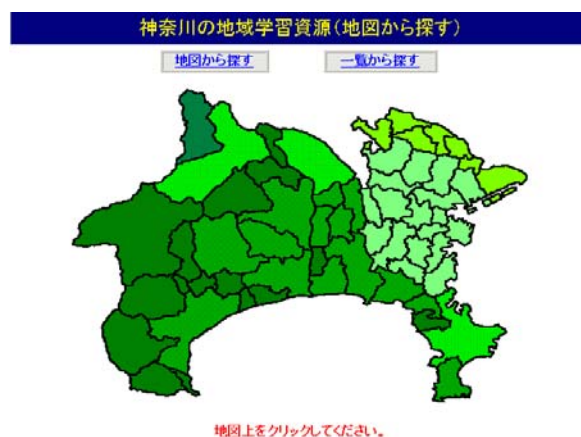 神奈川の地域学習資源(地図から探す)
地図から探す 一覧から探す
地図上をクリックしてください。